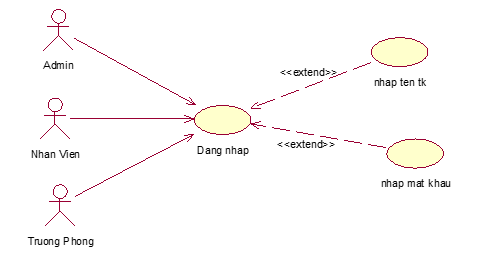 Admin
Nhan Vien
Truong Phong
Dang nhap
<<extend>>
nhap ten tk
<<extend>>
nhap mat khau